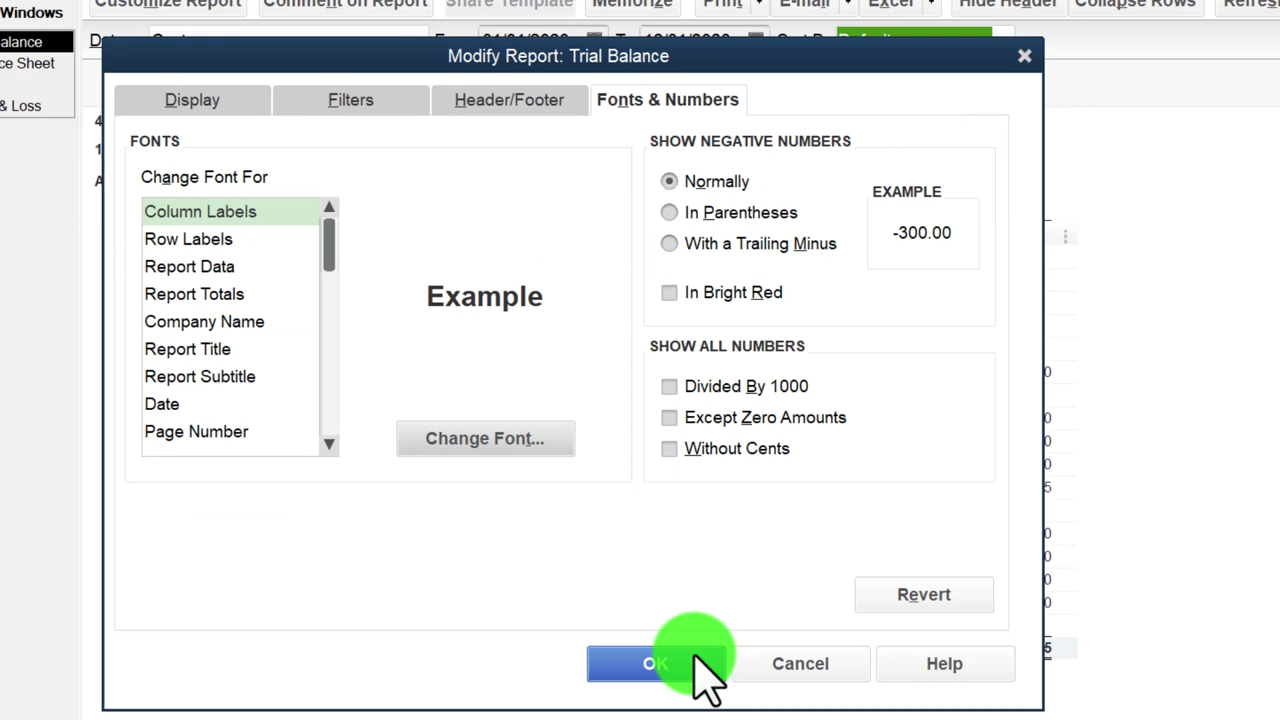 Windows
Customize Report Comment on Report Share Template Memorize Print E-mail Excel Hide Header Collapse Rows
alance
ce Sheet
& Loss
Modify Report: Trial Balance
Display Filters Header/Footer Fonts & Numbers
FONTS
Change Font For
Column Labels
Row Labels
Report Data
Report Totals
Company Name
Report Title
Report Subtitle
Date
Page Number
Example
Change Font...
SHOW NEGATIVE NUMBERS
Normally
In Parentheses
With a Trailing Minus
In Bright Red
EXAMPLE
-300.00
SHOW ALL NUMBERS
Divided By 1000
Except Zero Amounts
Without Cents
Revert
OK Cancel Help